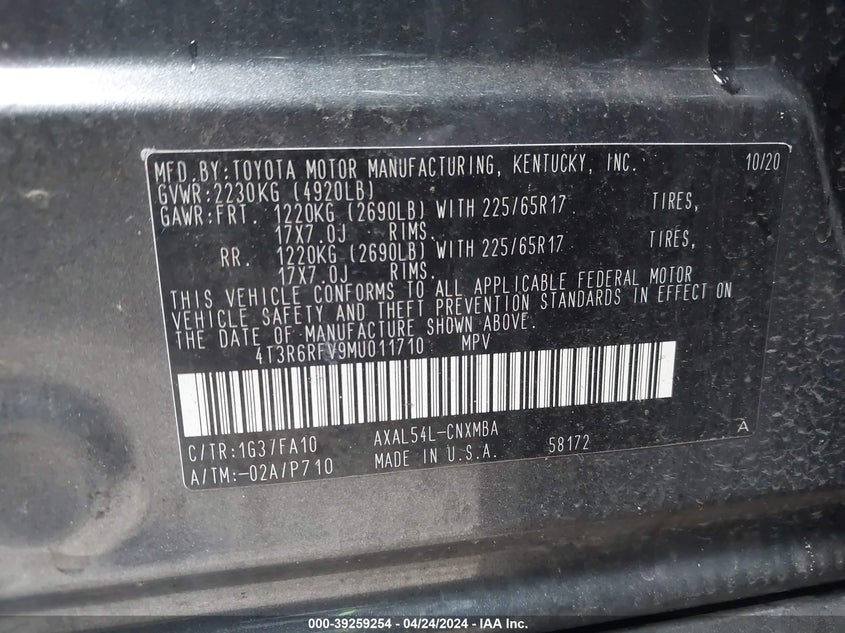 MFD.BY:TOYOTA MOTOR MANUFACTURING, KENTUCKY, INC. 10/20
GVWR:2230KG (4920LB)
GAWR:FRT. 1220KG (2690LB) WITH 225/65R17 TIRES,
17X7.0J RIMS.
RR. 1220KG (2690LB) WITH 225/65R17 TIRES,
17X7.0J RIMS.
THIS VEHICLE CONFORMS TO ALL APPLICABLE FEDERAL MOTOR
VEHICLE SAFETY AND THEFT PREVENTION STANDARDS IN EFFECT ON
THE DATE OF MANUFACTURE SHOWN ABOVE.
4T3R6RFV9MU011710 MPV
C/TR:1G37/FA10 AXAL54L-CNXMBA A
A/TM:-02A/P710 MADE IN U.S.A. 58172
000-39259254 - 04/24/2024 - IAA Inc.